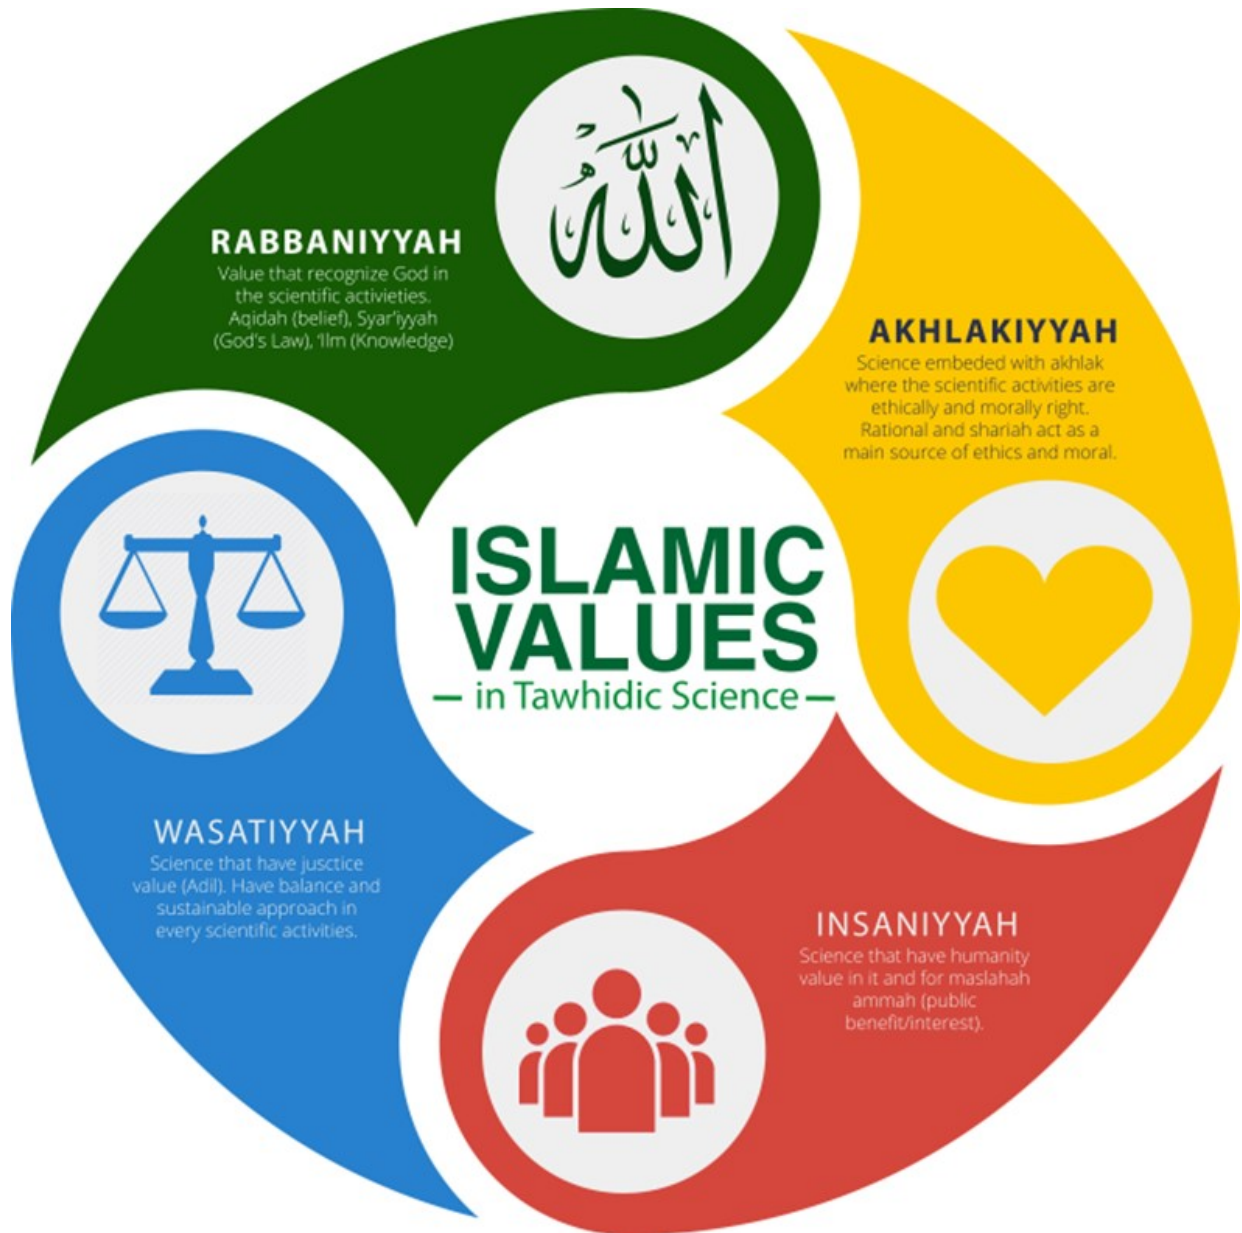 ISLAMIC
VALUES
in Tawhidic Science
الله
RABBANIYYAH
Value that recognize God in
the scientific activieties.
Aqidah (belief), Syar'iyyah
(God's Law), 'Ilm (Knowledge)
AKHLAKIYYAH
Science embeded with akhlak
where the scientific activities are
ethically and morally right.
Rational and shariah act as a
main source of ethics and moral.
INSANIYYAH
Science that have humanity
value in it and for maslahah
ammah (public
benefit/interest).
WASATIYYAH
Science that have jusctice
value (Adil). Have balance and
sustainable approach in
every scientific activities.